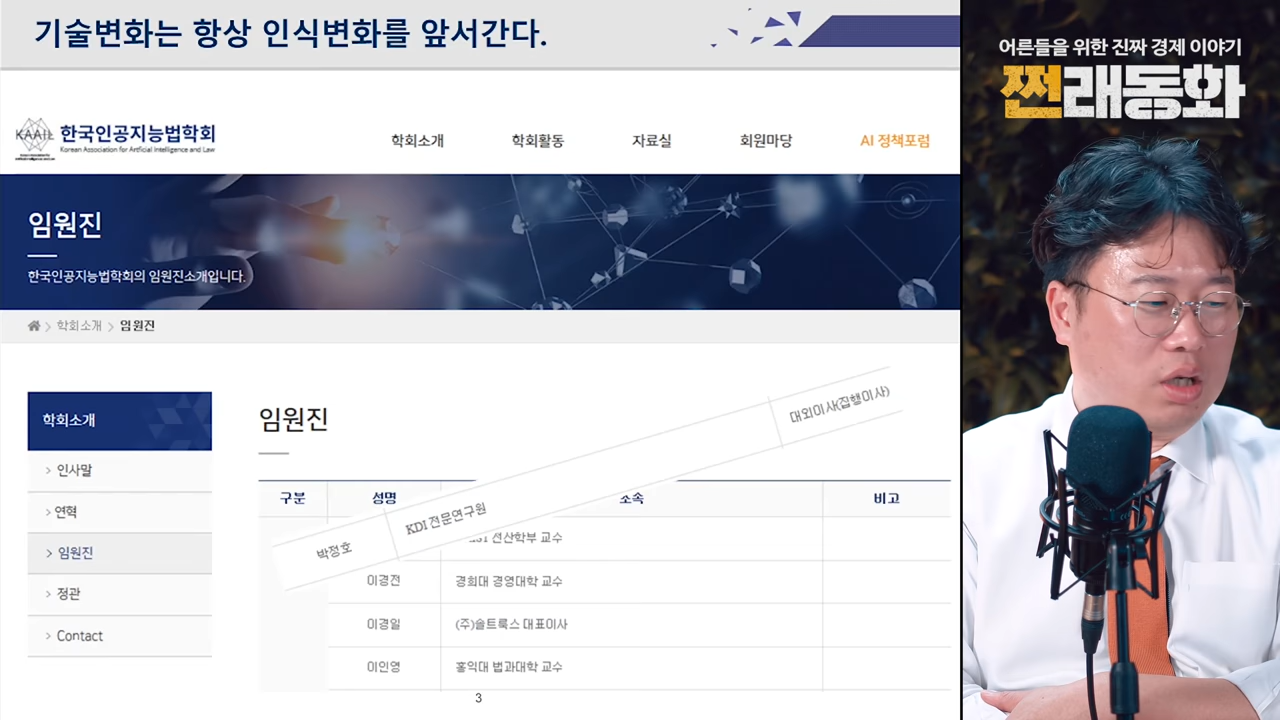 기술변화는 항상 인식변화를 앞서간다.
어른들을 위한 진짜 경제 이야기
쩐래동화
KAAIL 한국인공지능법학회
Korean Association for Artficial Intelligence and Law
학회소개 학회활동 자료실 회원마당 AI 정책포럼
임원진
한국인공지능법학회의 임원진소개입니다.
학회소개 임원진
학회소개
인사말
연혁
임원진
정관
Contact
임원진
구분 성명 소속 비고
박정호 KDI 전문연구원 대외이사(집행이사)
전산학부 교수
이경전 경희대 경영대학 교수
이경일 (주)솔트룩스 대표이사
이인영 홍익대 법과대학 교수
3